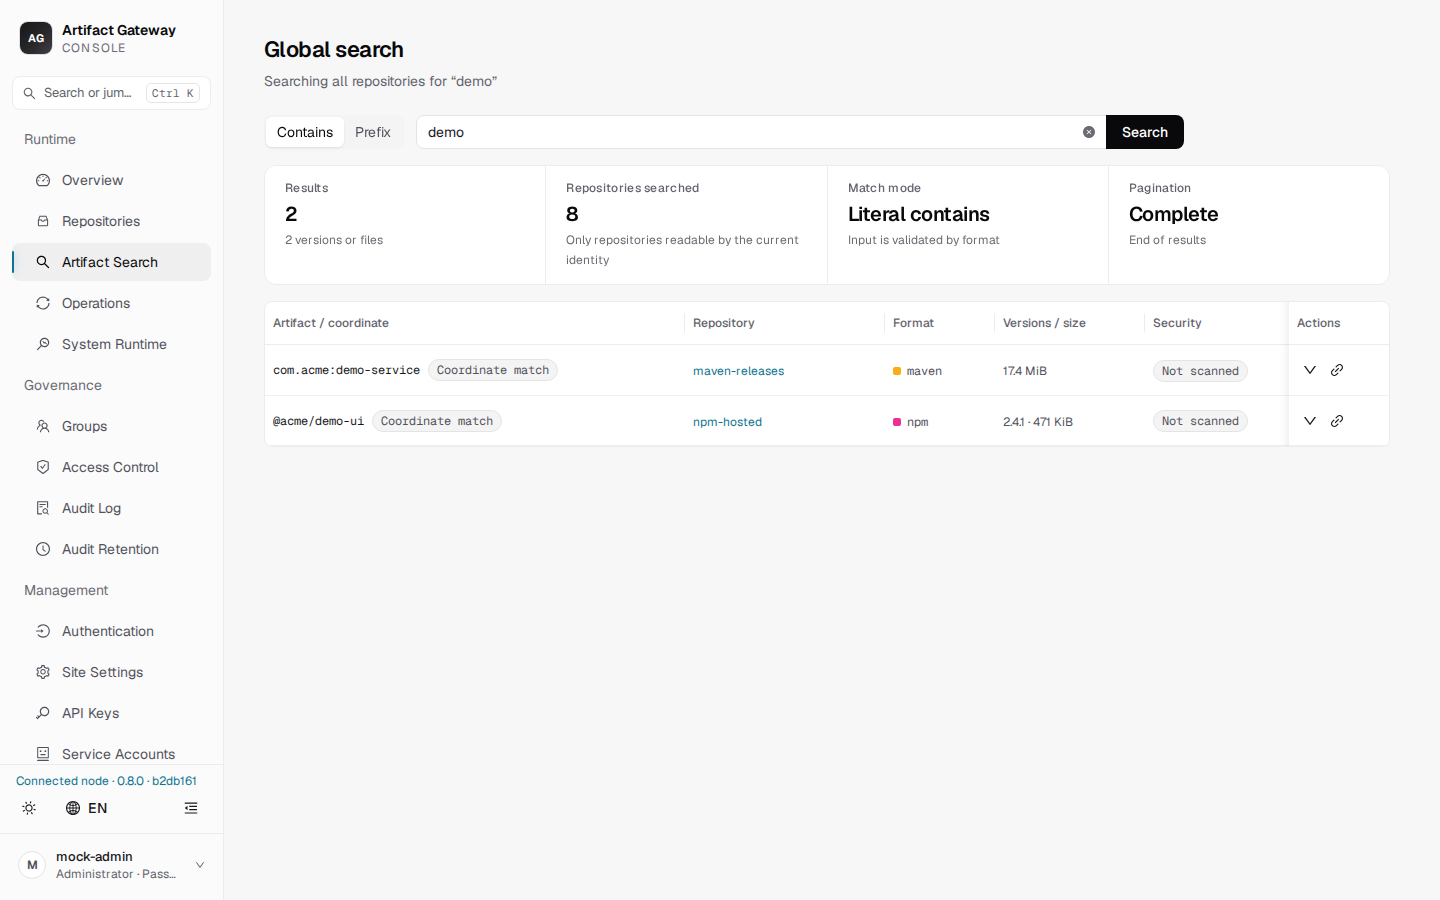 AG
Artifact Gateway
CONSOLE
Search or jum...
Ctrl K
Runtime
Overview
Repositories
Artifact Search
Operations
System Runtime
Governance
Groups
Access Control
Audit Log
Audit Retention
Management
Authentication
Site Settings
API Keys
Service Accounts
Connected node · 0.8.0 · b2db161
EN
M
mock-admin
Administrator · Pass...
Global search
Searching all repositories for “demo”
Contains
Prefix
demo
Search
Results
2
2 versions or files
Repositories searched
8
Only repositories readable by the current
identity
Match mode
Literal contains
Input is validated by format
Pagination
Complete
End of results
Artifact / coordinate
Repository
Format
Versions / size
Security
Actions
com.acme:demo-service
Coordinate match
maven-releases
maven
17.4 MiB
Not scanned
@acme/demo-ui
Coordinate match
npm-hosted
npm
2.4.1 · 471 KiB
Not scanned